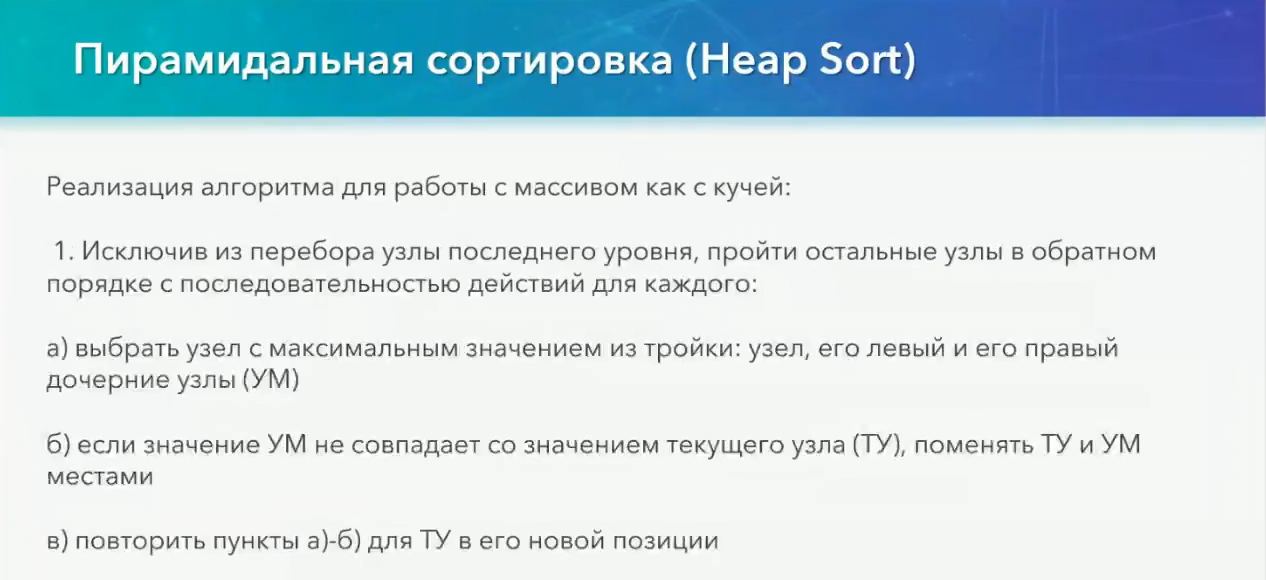 Пирамидальная сортировка (Heap Sort)
Реализация алгоритма для работы с массивом как с кучей:
1. Исключив из перебора узлы последнего уровня, пройти остальные узлы в обратном
порядке с последовательностью действий для каждого:
а) выбрать узел с максимальным значением из тройки: узел, его левый и его правый
дочерние узлы (УМ)
б) если значение УМ не совпадает со значением текущего узла (ТУ), поменять ТУ и УМ
местами
в) повторить пункты а)-б) для ТУ в его новой позиции